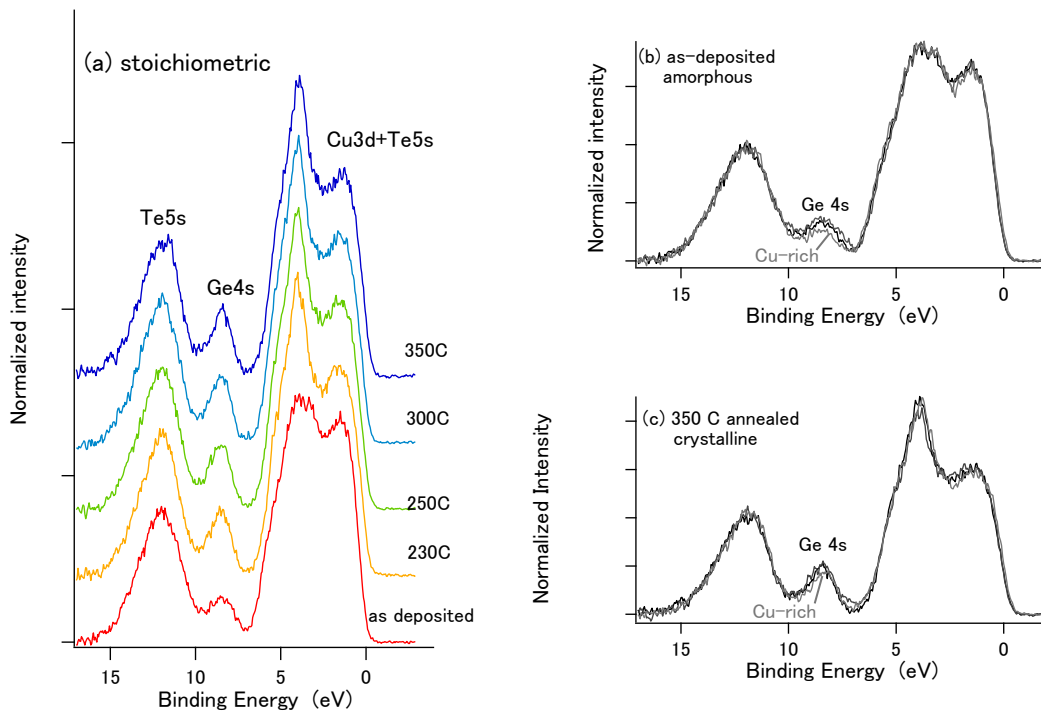 (a) stoichiometric
Cu3d+Te5s
Te5s
Ge4s
350C
300C
250C
230C
as deposited
Normalized intensity
15
10
5
0
Binding Energy (eV)
(b) as-deposited
amorphous
Ge 4s
Cu-rich
Normalized intensity
15
10
5
0
Binding Energy (eV)
(c) 350 C annealed
crystalline
Ge 4s
Cu-rich
Normalized Intensity
15
10
5
0
Binding Energy (eV)